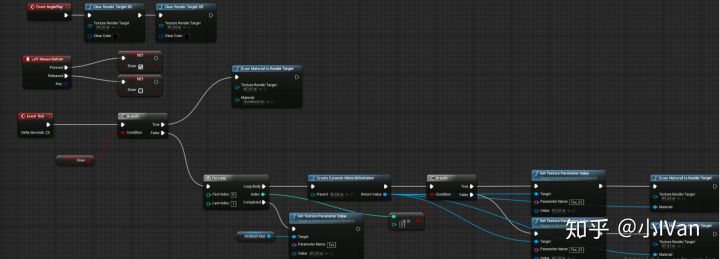 Event BeginPlay
Clear Render Target 2D
Texture Render Target
Clear Color
Clear Render Target 2D
Texture Render Target
Clear Color
Left Mouse Button
Pressed
Released
Key
SET
Draw
SET
Draw
Draw Material to Render Target
Texture Render Target
Material
Event Tick
Delta Seconds
Branch
Condition
True
False
Draw
For Loop
First Index
Last Index
Loop Body
Index
Completed
Create Dynamic Material Instance
Parent
Return Value
Branch
Condition
True
False
Set Texture Parameter Value
Target
Parameter Name
Value
Draw Material to Render Target
Texture Render Target
Material
Set Texture Parameter Value
Target
Parameter Name Tex
Value
==
Set Texture Parameter Value
Target
Parameter Name
Value
Draw Material to Render Target
Texture Render Target
Material
知乎 @小IVan